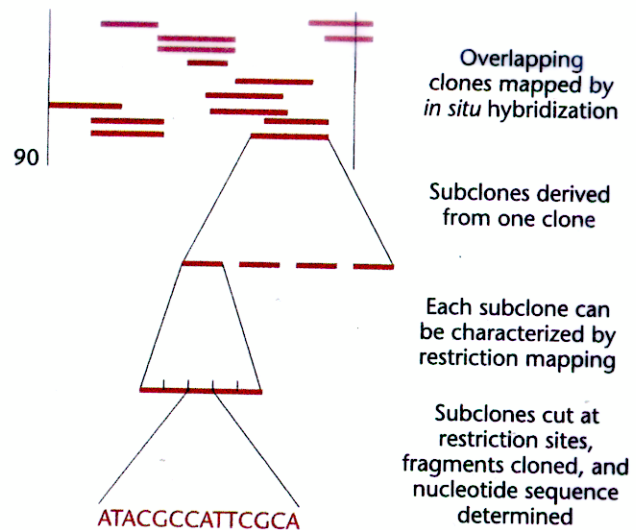 Overlapping
clones mapped by
in situ hybridization
90
Subclones derived
from one clone
Each subclone can
be characterized by
restriction mapping
Subclones cut at
restriction sites,
fragments cloned, and
nucleotide sequence
determined
ATACGCCATTCGCA